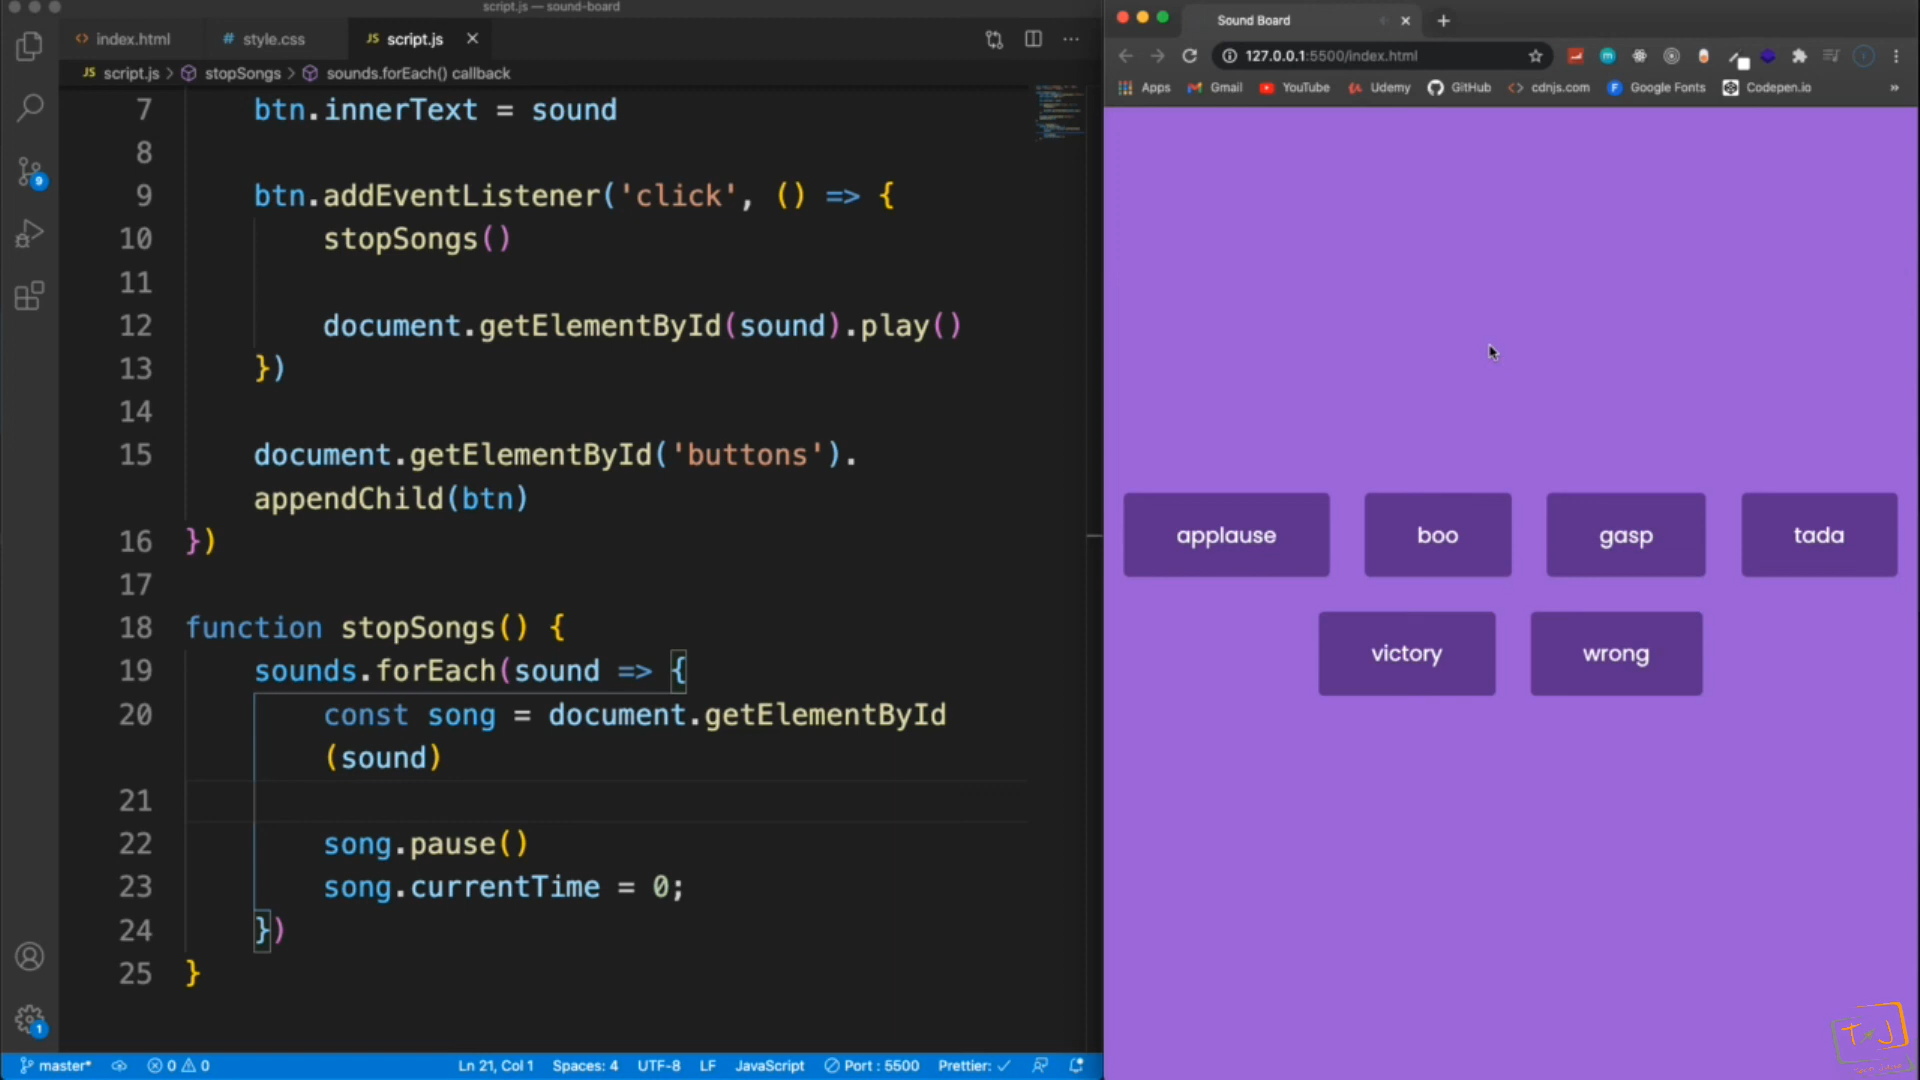 script.js — sound-board
index.html
style.css
script.js
script.js > stopSongs > sounds.forEach() callback
7 btn.innerText = sound
8
9 btn.addEventListener('click', () => {
10 stopSongs()
11
12 document.getElementById(sound).play()
13 })
14
15 document.getElementById('buttons').
appendChild(btn)
16 })
17
18 function stopSongs() {
19 sounds.forEach(sound => {
20 const song = document.getElementById
(sound)
21
22 song.pause()
23 song.currentTime = 0;
24 })
25 }
9
1
master* 0 0 Ln 21, Col 1 Spaces: 4 UTF-8 LF JavaScript Port : 5500 Prettier: ✓
Sound Board
127.0.0.1:5500/index.html
Apps Gmail YouTube Udemy GitHub cdnjs.com Google Fonts Codepen.io »
applause boo gasp tada
victory wrong
T x J